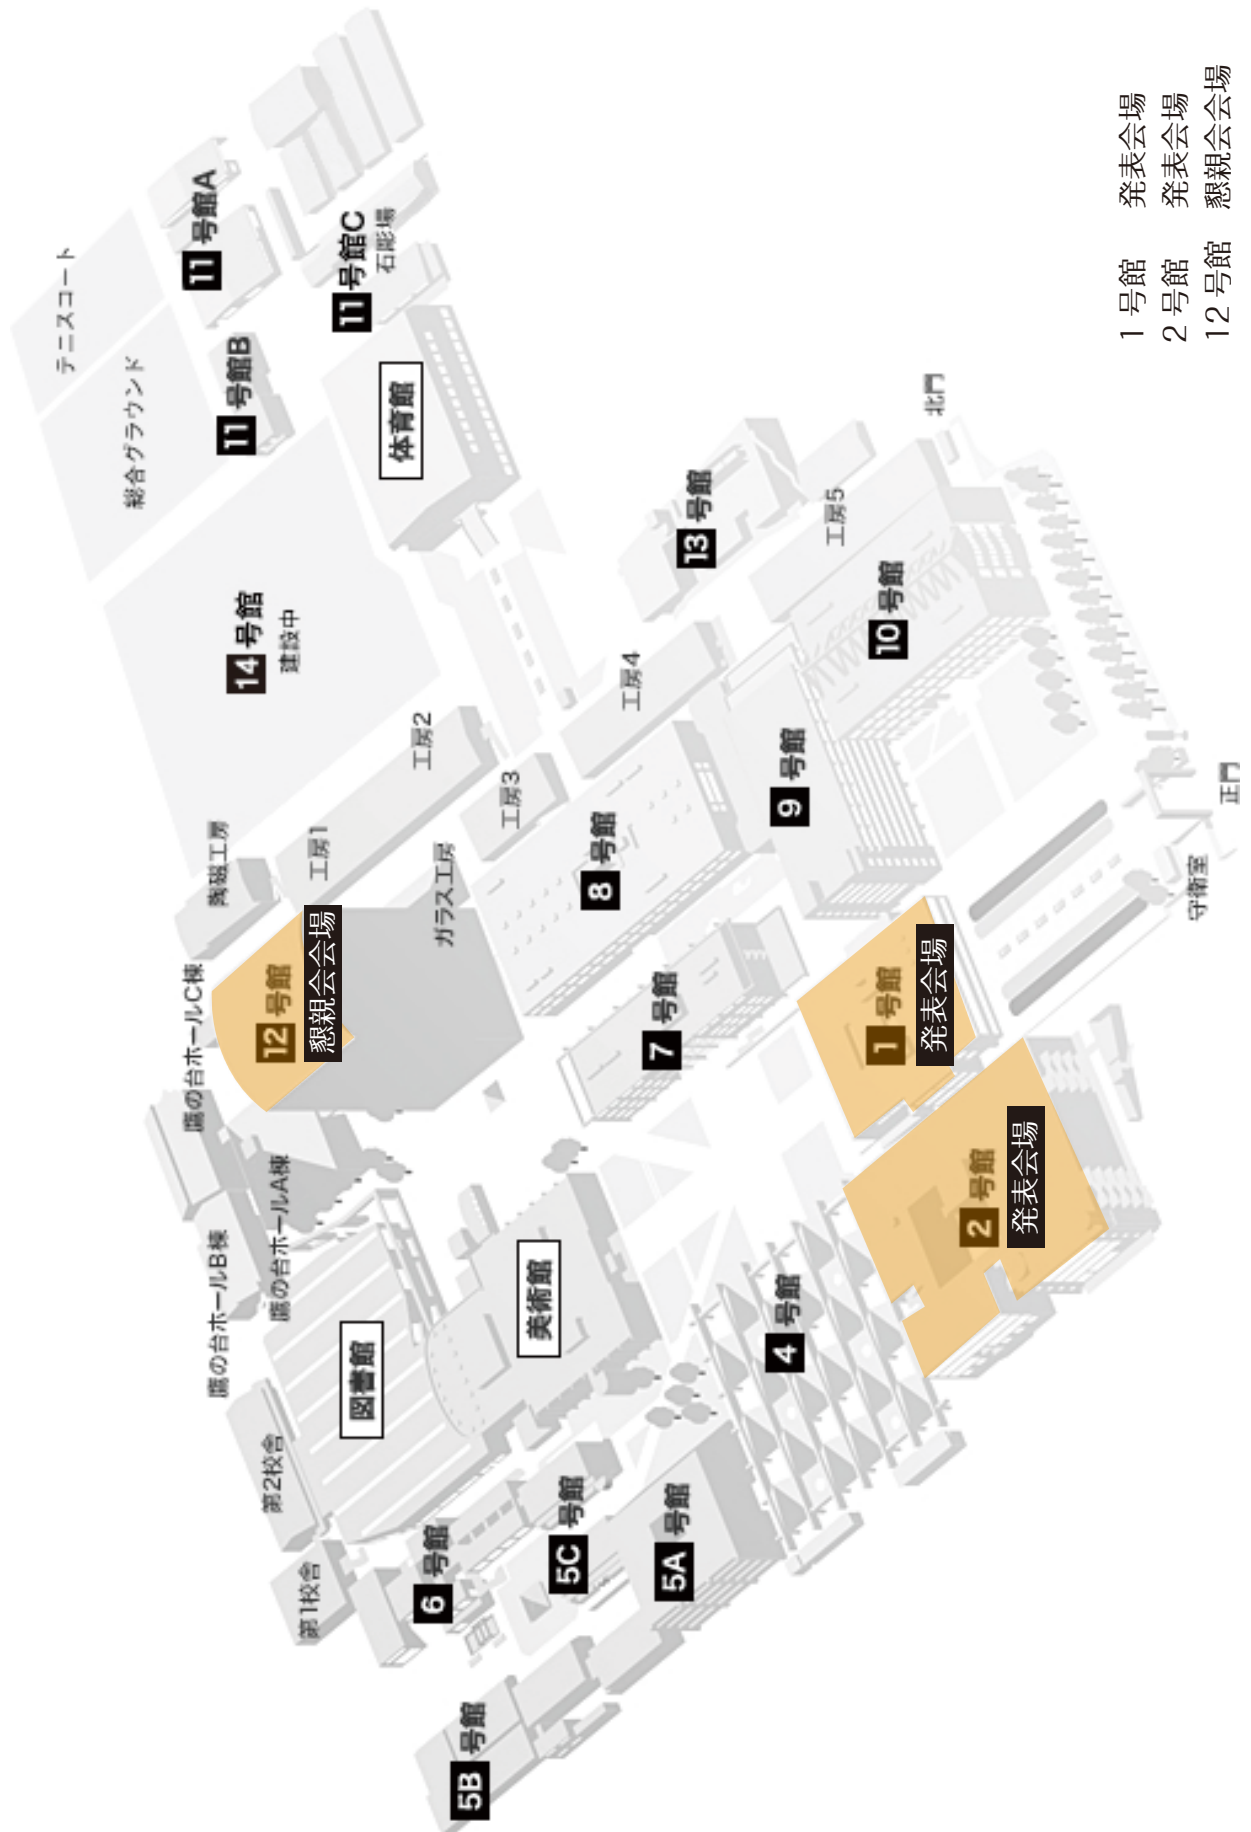 テニスコート
総合グラウンド
11号館A
11号館B
11号館C
石彫場
体育館
14号館
建設中
13号館
工房5
10号館
北門
工房4
工房2
工房3
9号館
8号館
陶磁工房
工房1
ガラス工房
正門
守衛室
鷹の台ホールC棟
12号館
懇親会会場
7号館
1号館
発表会場
2号館
発表会場
鷹の台ホールB棟
鷹の台ホールA棟
美術館
図書館
4号館
第2校舎
第1校舎
6号館
5C号館
5A号館
5B号館
1号館 発表会場
2号館 発表会場
12号館 懇親会会場